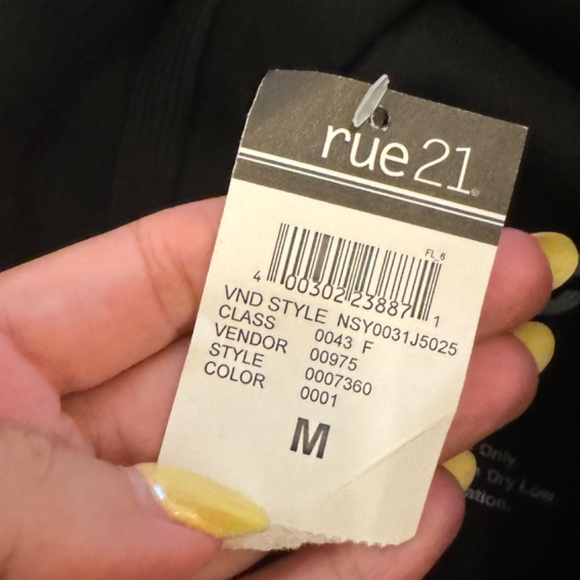 rue21®
FL_6
4 00302 23887 1
VND STYLE NSY0031J5025
CLASS 0043 F
VENDOR 00975
STYLE 0007360
COLOR 0001
M
Only
Dry Low